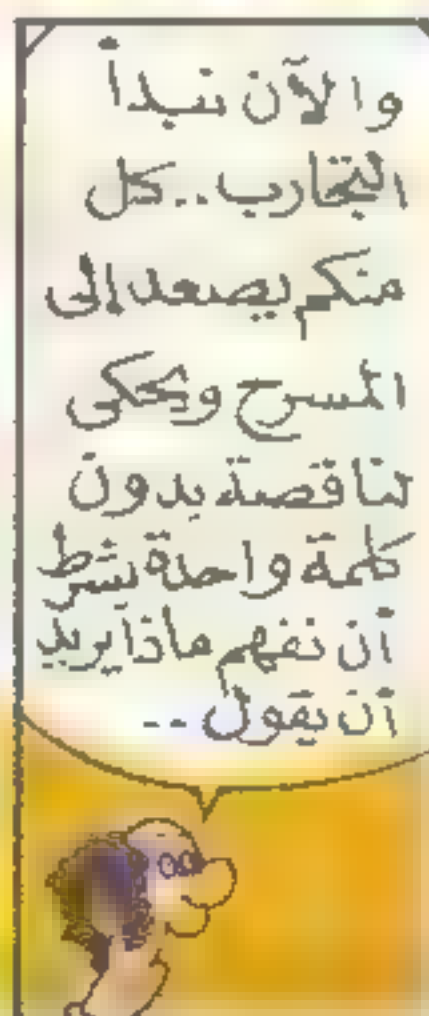 والآن نبدأ
التجارب.. كل
منكم يصعد إلى
المسرح ويحكى
لنا قصة بدون
كلمة واحدة بشرط
أن نفهم ماذا يريد
أن يقول ..